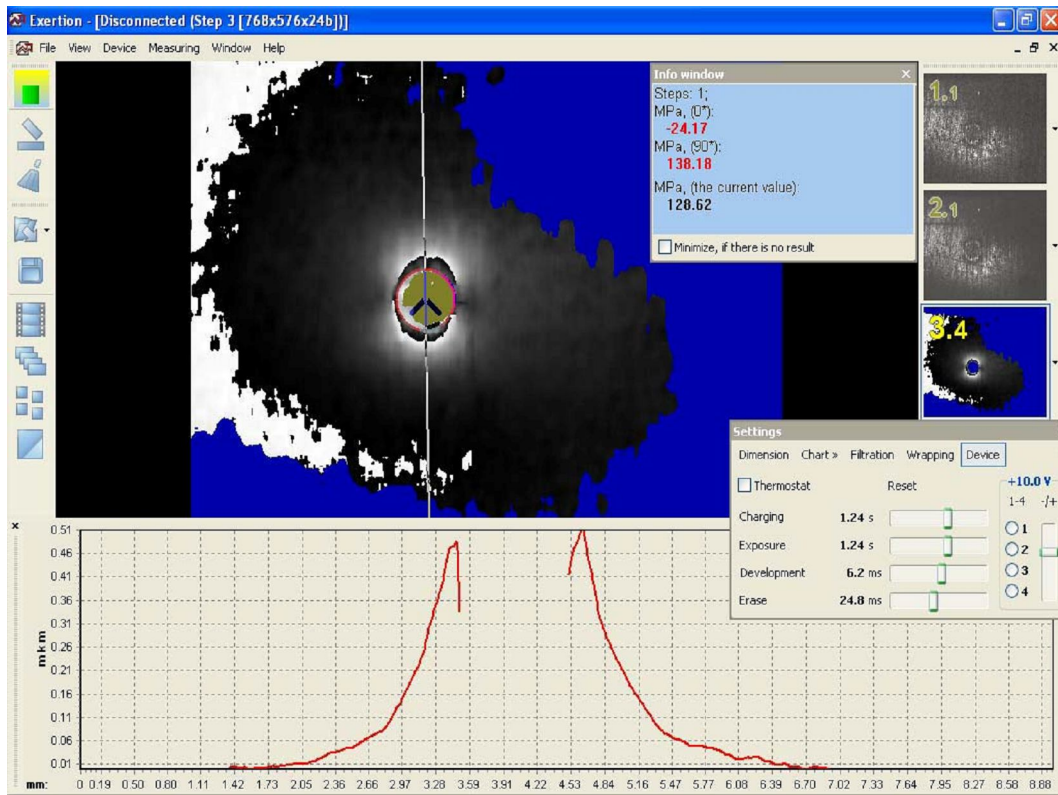 Exertion - [Disconnected (Step 3 [768x576x24b])]
File View Device Measuring Window Help
Info window
Steps: 1;
MPa, (0*):
-24.17
MPa, (90*):
138.18
MPa, (the current value):
128.62
Minimize, if there is no result
1.1
2.1
3.4
Settings
Dimension Chart » Filtration Wrapping Device
Thermostat Reset
Charging 1.24 s
Exposure 1.24 s
Development 6.2 ms
Erase 24.8 ms
+10.0 V
1-4 -/+
1
2
3
4
0.51
0.46
0.41
0.36
0.31
0.26
0.21
0.16
0.11
0.06
0.01
mkm
mm: 0 0.19 0.50 0.80 1.11 1.42 1.73 2.05 2.36 2.66 2.97 3.28 3.59 3.91 4.22 4.53 4.84 5.16 5.47 5.77 6.08 6.39 6.70 7.02 7.33 7.64 7.95 8.27 8.58 8.88